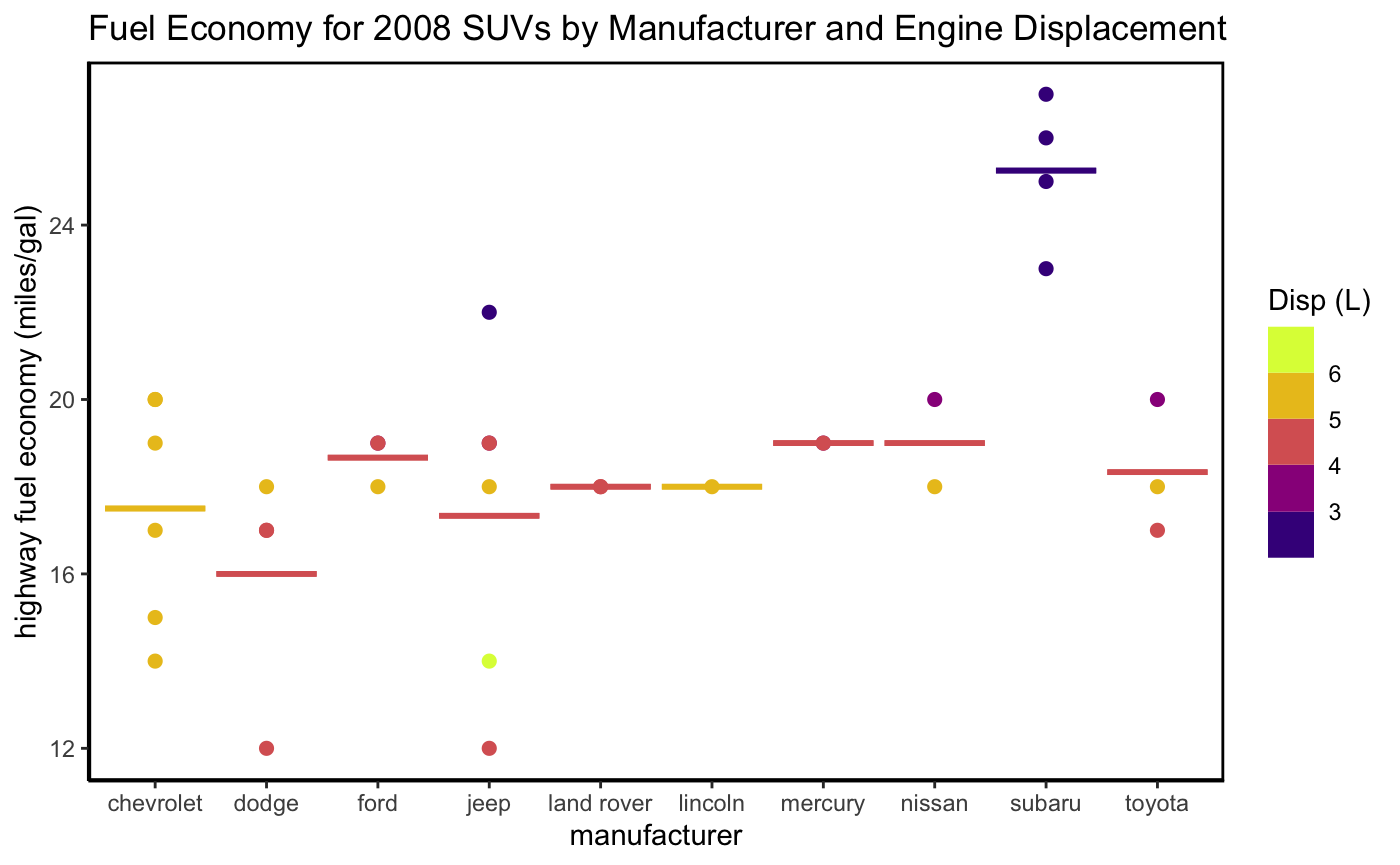 Fuel Economy for 2008 SUVs by Manufacturer and Engine Displacement
highway fuel economy (miles/gal)
24
20
16
12
chevrolet dodge ford jeep land rover lincoln mercury nissan subaru toyota
manufacturer
Disp (L)
6
5
4
3